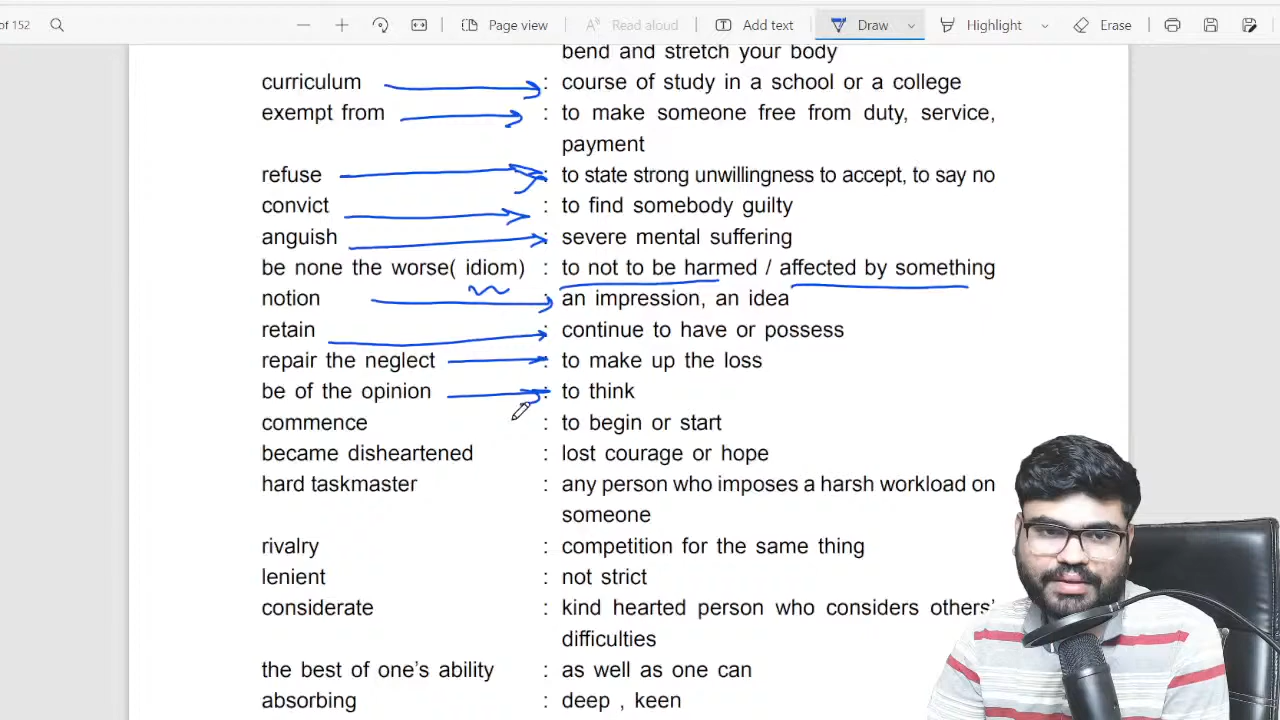 of 152
Page view
Read aloud
Add text
Draw
Highlight
Erase
bend and stretch your body
curriculum : course of study in a school or a college
exempt from : to make someone free from duty, service,
payment
refuse : to state strong unwillingness to accept, to say no
convict : to find somebody guilty
anguish : severe mental suffering
be none the worse( idiom) : to not to be harmed / affected by something
notion : an impression, an idea
retain : continue to have or possess
repair the neglect : to make up the loss
be of the opinion : to think
commence : to begin or start
became disheartened : lost courage or hope
hard taskmaster : any person who imposes a harsh workload on
someone
rivalry : competition for the same thing
lenient : not strict
considerate : kind hearted person who considers others'
difficulties
the best of one's ability : as well as one can
absorbing : deep , keen